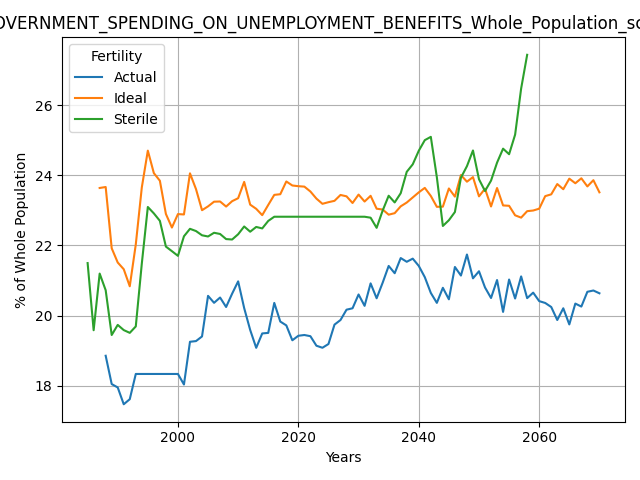 OVERNMENT_SPENDING_ON_UNEMPLOYMENT_BENEFITS_Whole_Population_sc
Fertility
Actual
Ideal
Sterile
26
24
22
20
18
% of Whole Population
2000
2020
2040
2060
Years